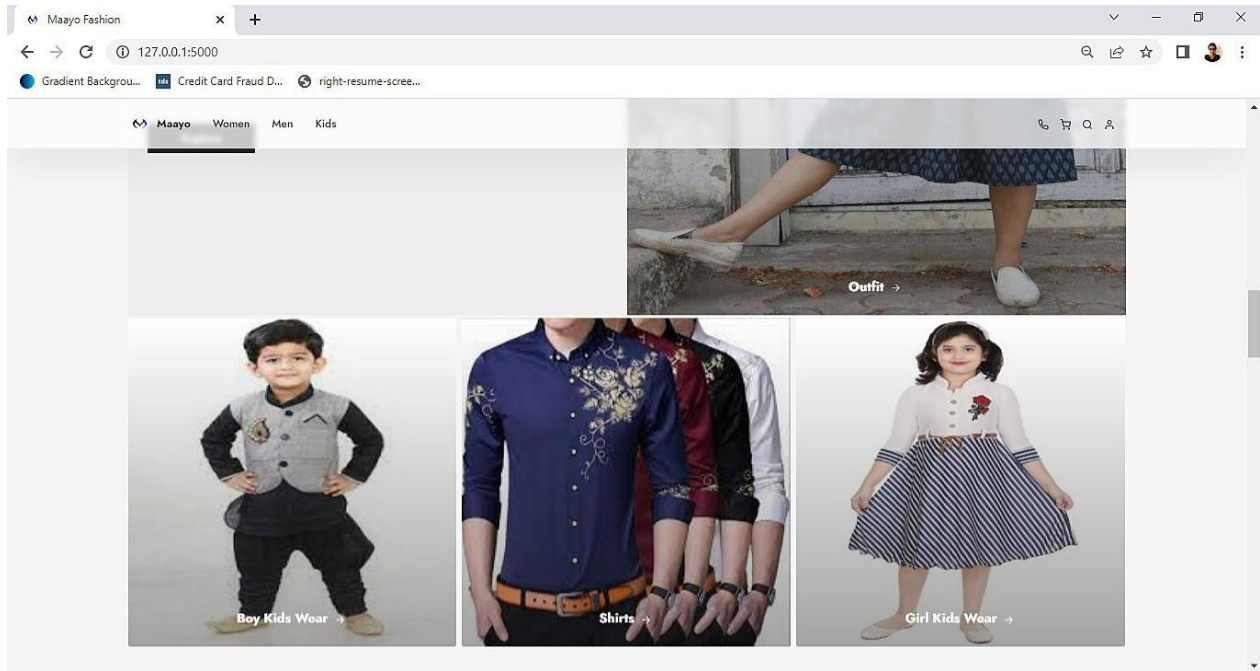 Maayo Fashion
127.0.0.1:5000
Gradient Backgrou... tds Credit Card Fraud D... right-resume-scree...
Maayo Women Men Kids
Outfit →
Boy Kids Wear → Shirts → Girl Kids Wear →